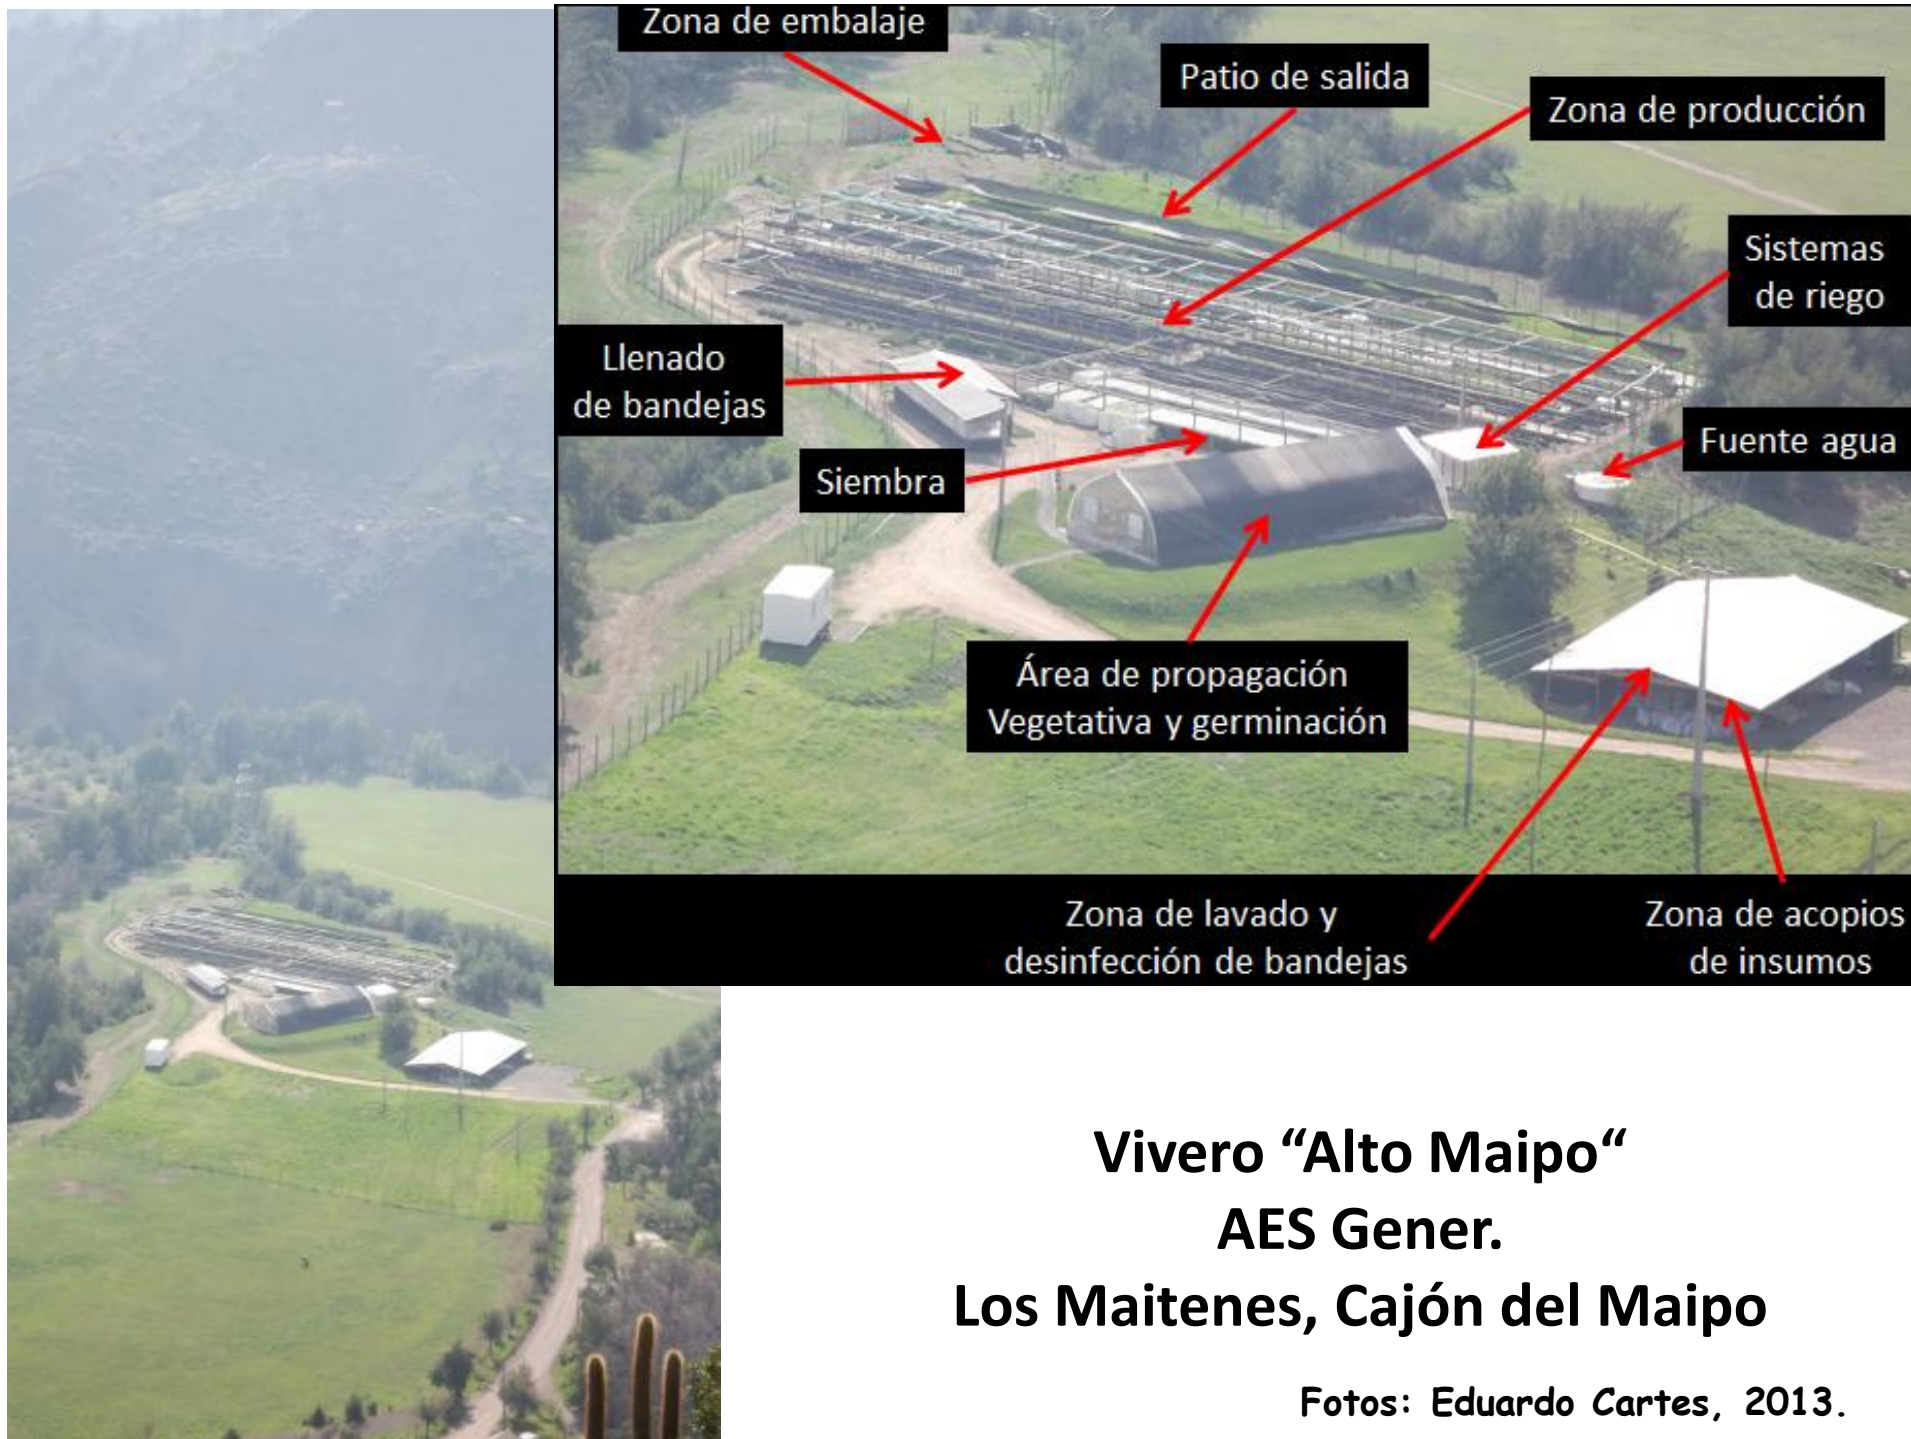 Zona de embalaje
Patio de salida
Zona de producción
Sistemas
de riego
Llenado
de bandejas
Fuente agua
Siembra
Área de propagación
Vegetativa y germinación
Zona de lavado y
desinfección de bandejas
Zona de acopios
de insumos
Vivero “Alto Maipo“
AES Gener.
Los Maitenes, Cajón del Maipo
Fotos: Eduardo Cartes, 2013.